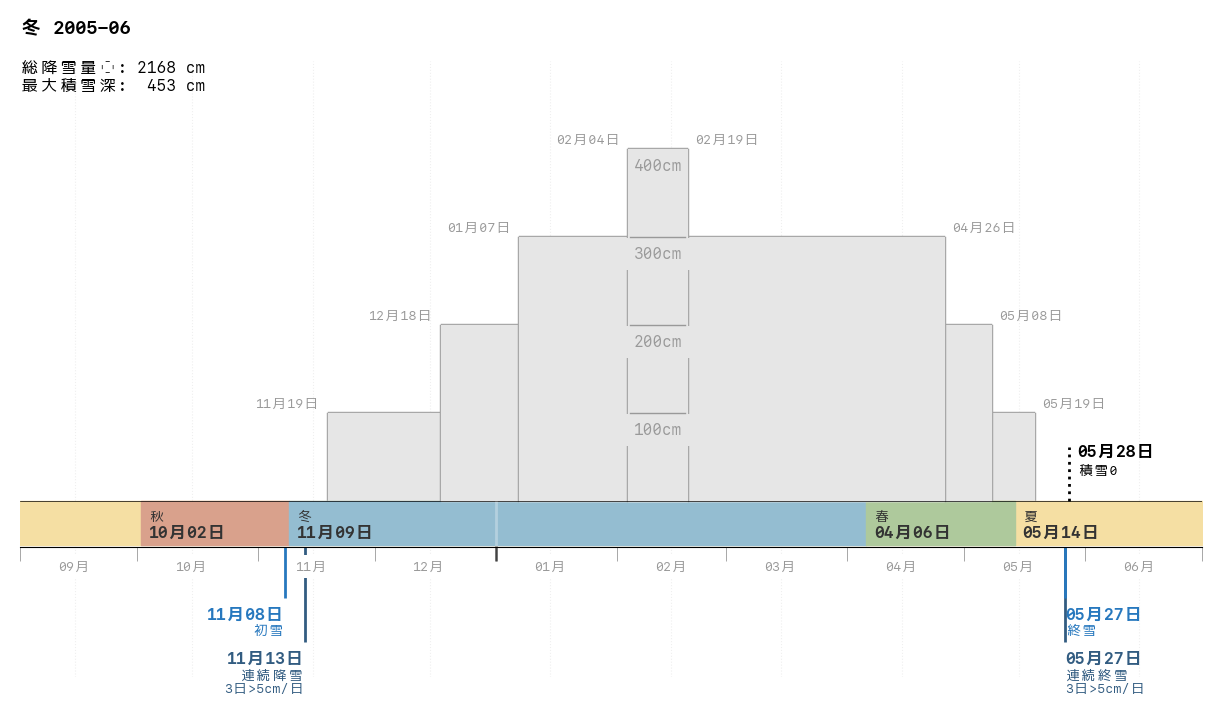 冬 2005-06
総降雪量: 2168 cm
最大積雪深: 453 cm
02月04日
02月19日
400cm
01月07日
04月26日
300cm
12月18日
05月08日
200cm
11月19日
05月19日
100cm
05月28日
積雪0
秋
10月02日
冬
11月09日
春
04月06日
夏
05月14日
09月
10月
11月
12月
01月
02月
03月
04月
05月
06月
11月08日
初雪
05月27日
終雪
11月13日
連続降雪
3日>5cm/日
05月27日
連続終雪
3日>5cm/日